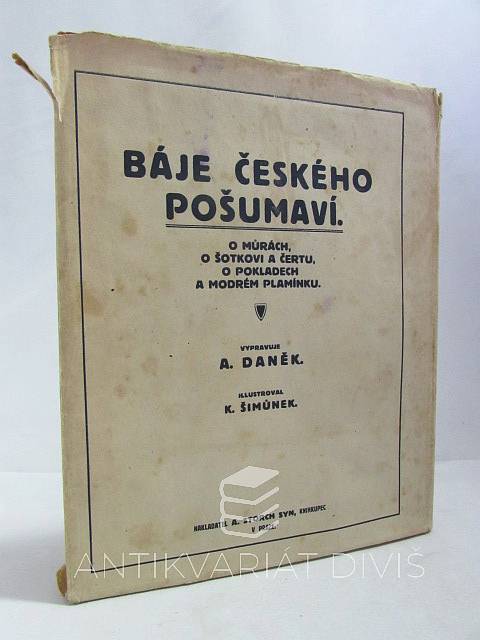 BÁJE ČESKÉHO
POŠUMAVÍ.
O MŮRÁCH,
O ŠOTKOVI A ČERTU,
O POKLADECH
A MODRÉM PLAMÍNKU.
VYPRAVUJE
A. DANĚK.
ILLUSTROVAL
K. ŠIMŮNEK.
NAKLADATEL A. STORCH SYN, KNIHKUPEC
V PRAZE.
ANTIKVARIÁT DIVIŠ